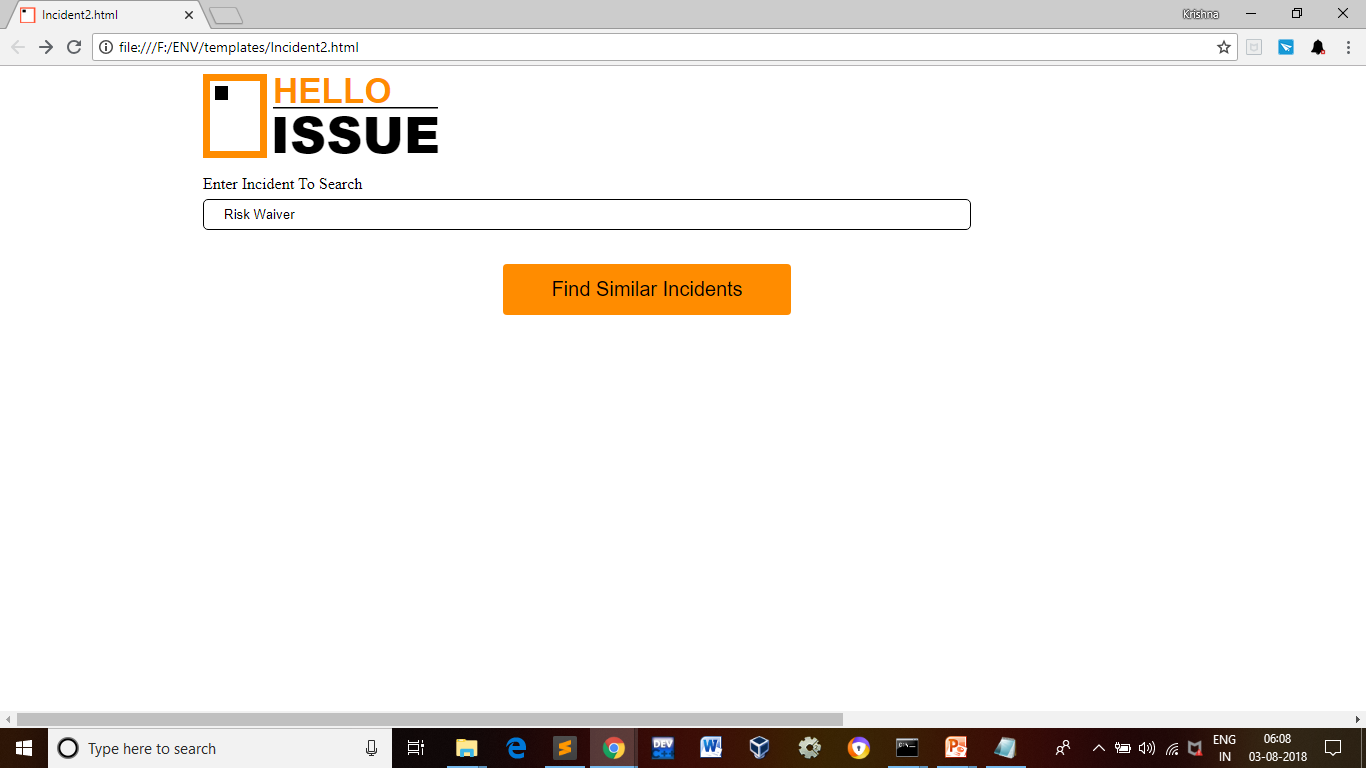 Incident2.html
Krishna
file:///F:/ENV/templates/Incident2.html
HELLO
ISSUE
Enter Incident To Search
Risk Waiver
Find Similar Incidents
Type here to search
DEV
ENG
IN
06:08
03-08-2018